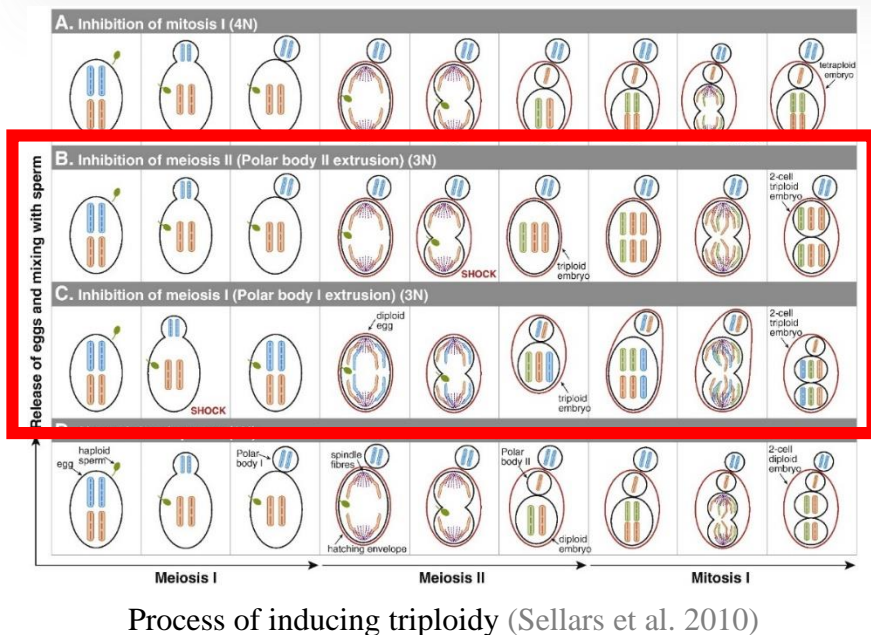 A. Inhibition of mitosis I (4N)
tetraploid
embryo
B. Inhibition of meiosis II (Polar body II extrusion) (3N)
2-cell
triploid
embryo
SHOCK
triploid
embryo
C. Inhibition of meiosis I (Polar body I extrusion) (3N)
diploid
egg
2-cell
triploid
embryo
SHOCK
triploid
embryo
haploid
sperm
egg
Polar
body I
spindle
fibres
hatching envelope
Polar
body II
diploid
embryo
2-cell
diploid
embryo
Release of eggs and mixing with sperm
Meiosis I
Meiosis II
Mitosis I
Process of inducing triploidy (Sellars et al. 2010)